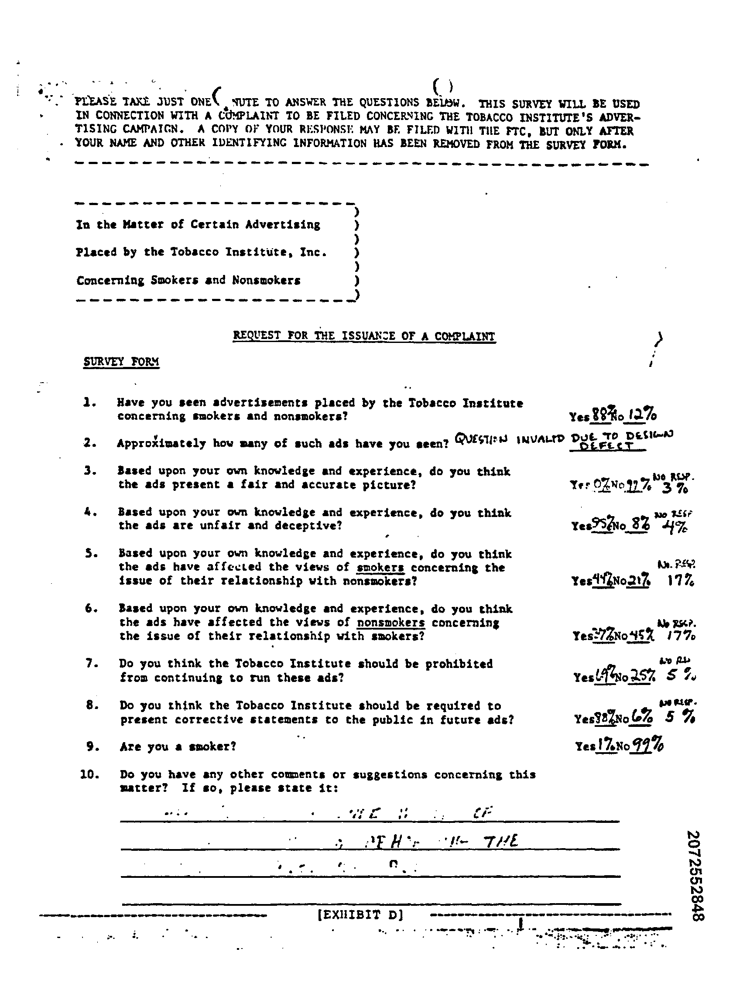 PLEASE TAKE JUST ONE NUTE TO ANSWER THE QUESTIONS BELOW. THIS SURVEY WILL BE USED
IN CONNECTION WITH A COMPLAINT TO BE FILED CONCERNING THE TOBACCO INSTITUTE'S ADVER-
TISING CAMPAIGN. A COPY OF YOUR RESPONSE MAY BE FILED WITH THE FTC, BUT ONLY AFTER
YOUR NAME AND OTHER IDENTIFYING INFORMATION HAS BEEN REMOVED FROM THE SURVEY FORM.
In the Matter of Certain Advertising )
Placed by the Tobacco Institute, Inc. )
Concerning Smokers and Nonsmokers )
REQUEST FOR THE ISSUANCE OF A COMPLAINT
SURVEY FORM
1. Have you seen advertisements placed by the Tobacco Institute
concerning smokers and nonsmokers? Yes 88% No 12%
2. Approximately how many of such ads have you seen? QUESTION INVALID DUE TO DESIGN
DEFECT
3. Based upon your own knowledge and experience, do you think
the ads present a fair and accurate picture? Yes 0% No 97% NO RESP. 3%
4. Based upon your own knowledge and experience, do you think
the ads are unfair and deceptive? Yes No 8% NO RESP 4%
5. Based upon your own knowledge and experience, do you think
the ads have affected the views of smokers concerning the
issue of their relationship with nonsmokers? Yes 44% No 21% No. RESP. 17%
6. Based upon your own knowledge and experience, do you think
the ads have affected the views of nonsmokers concerning
the issue of their relationship with smokers? Yes No 45% No RESP. 17%
7. Do you think the Tobacco Institute should be prohibited
from continuing to run these ads? Yes 69% No 25% 5%
8. Do you think the Tobacco Institute should be required to
present corrective statements to the public in future ads? Yes 88% No 6% NO RESP. 5%
9. Are you a smoker? Yes 1% No 99%
10. Do you have any other comments or suggestions concerning this
matter? If so, please state it:
THE
[EXHIBIT D]
2072552848